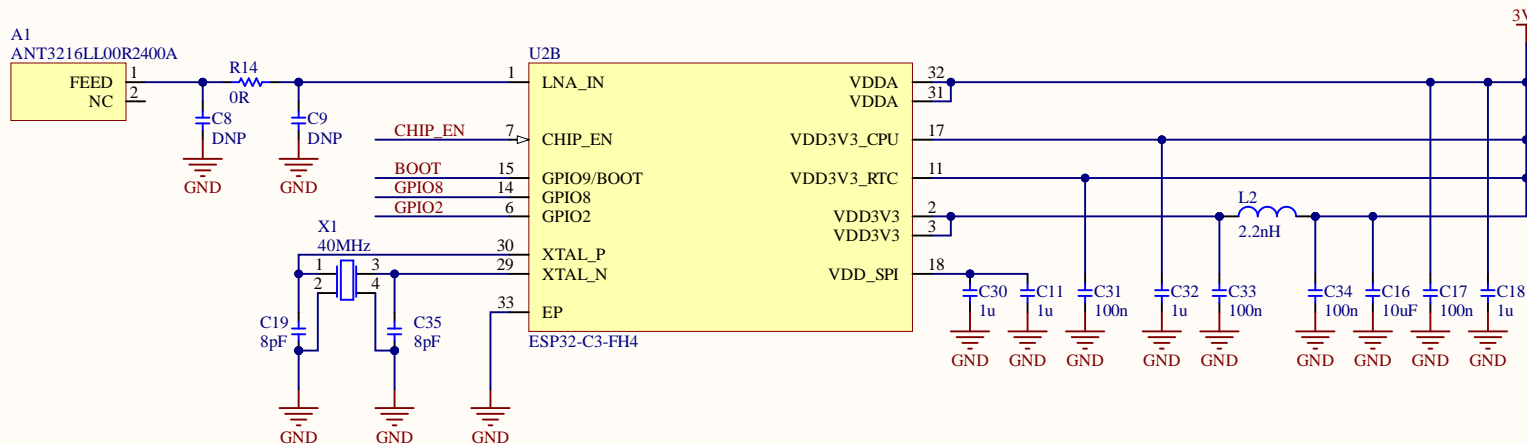 A1
ANT3216LL00R2400A
FEED 1
NC 2
R14
0R
C8
DNP
C9
DNP
GND
GND
CHIP_EN 7
BOOT 15
GPIO8 14
GPIO2 6
X1
40MHz
30
29
33
1 3
2 4
C19
8pF
C35
8pF
GND
GND
GND
U2B
1 LNA_IN
CHIP_EN
GPIO9/BOOT
GPIO8
GPIO2
XTAL_P
XTAL_N
EP
VDDA 32
VDDA 31
VDD3V3_CPU 17
VDD3V3_RTC 11
VDD3V3 2
VDD3V3 3
VDD_SPI 18
ESP32-C3-FH4
L2
2.2nH
C30
1u
C11
1u
C31
100n
C32
1u
C33
100n
C34
100n
C16
10uF
C17
100n
C18
1u
GND
GND
GND
GND
GND
GND
GND
GND
GND